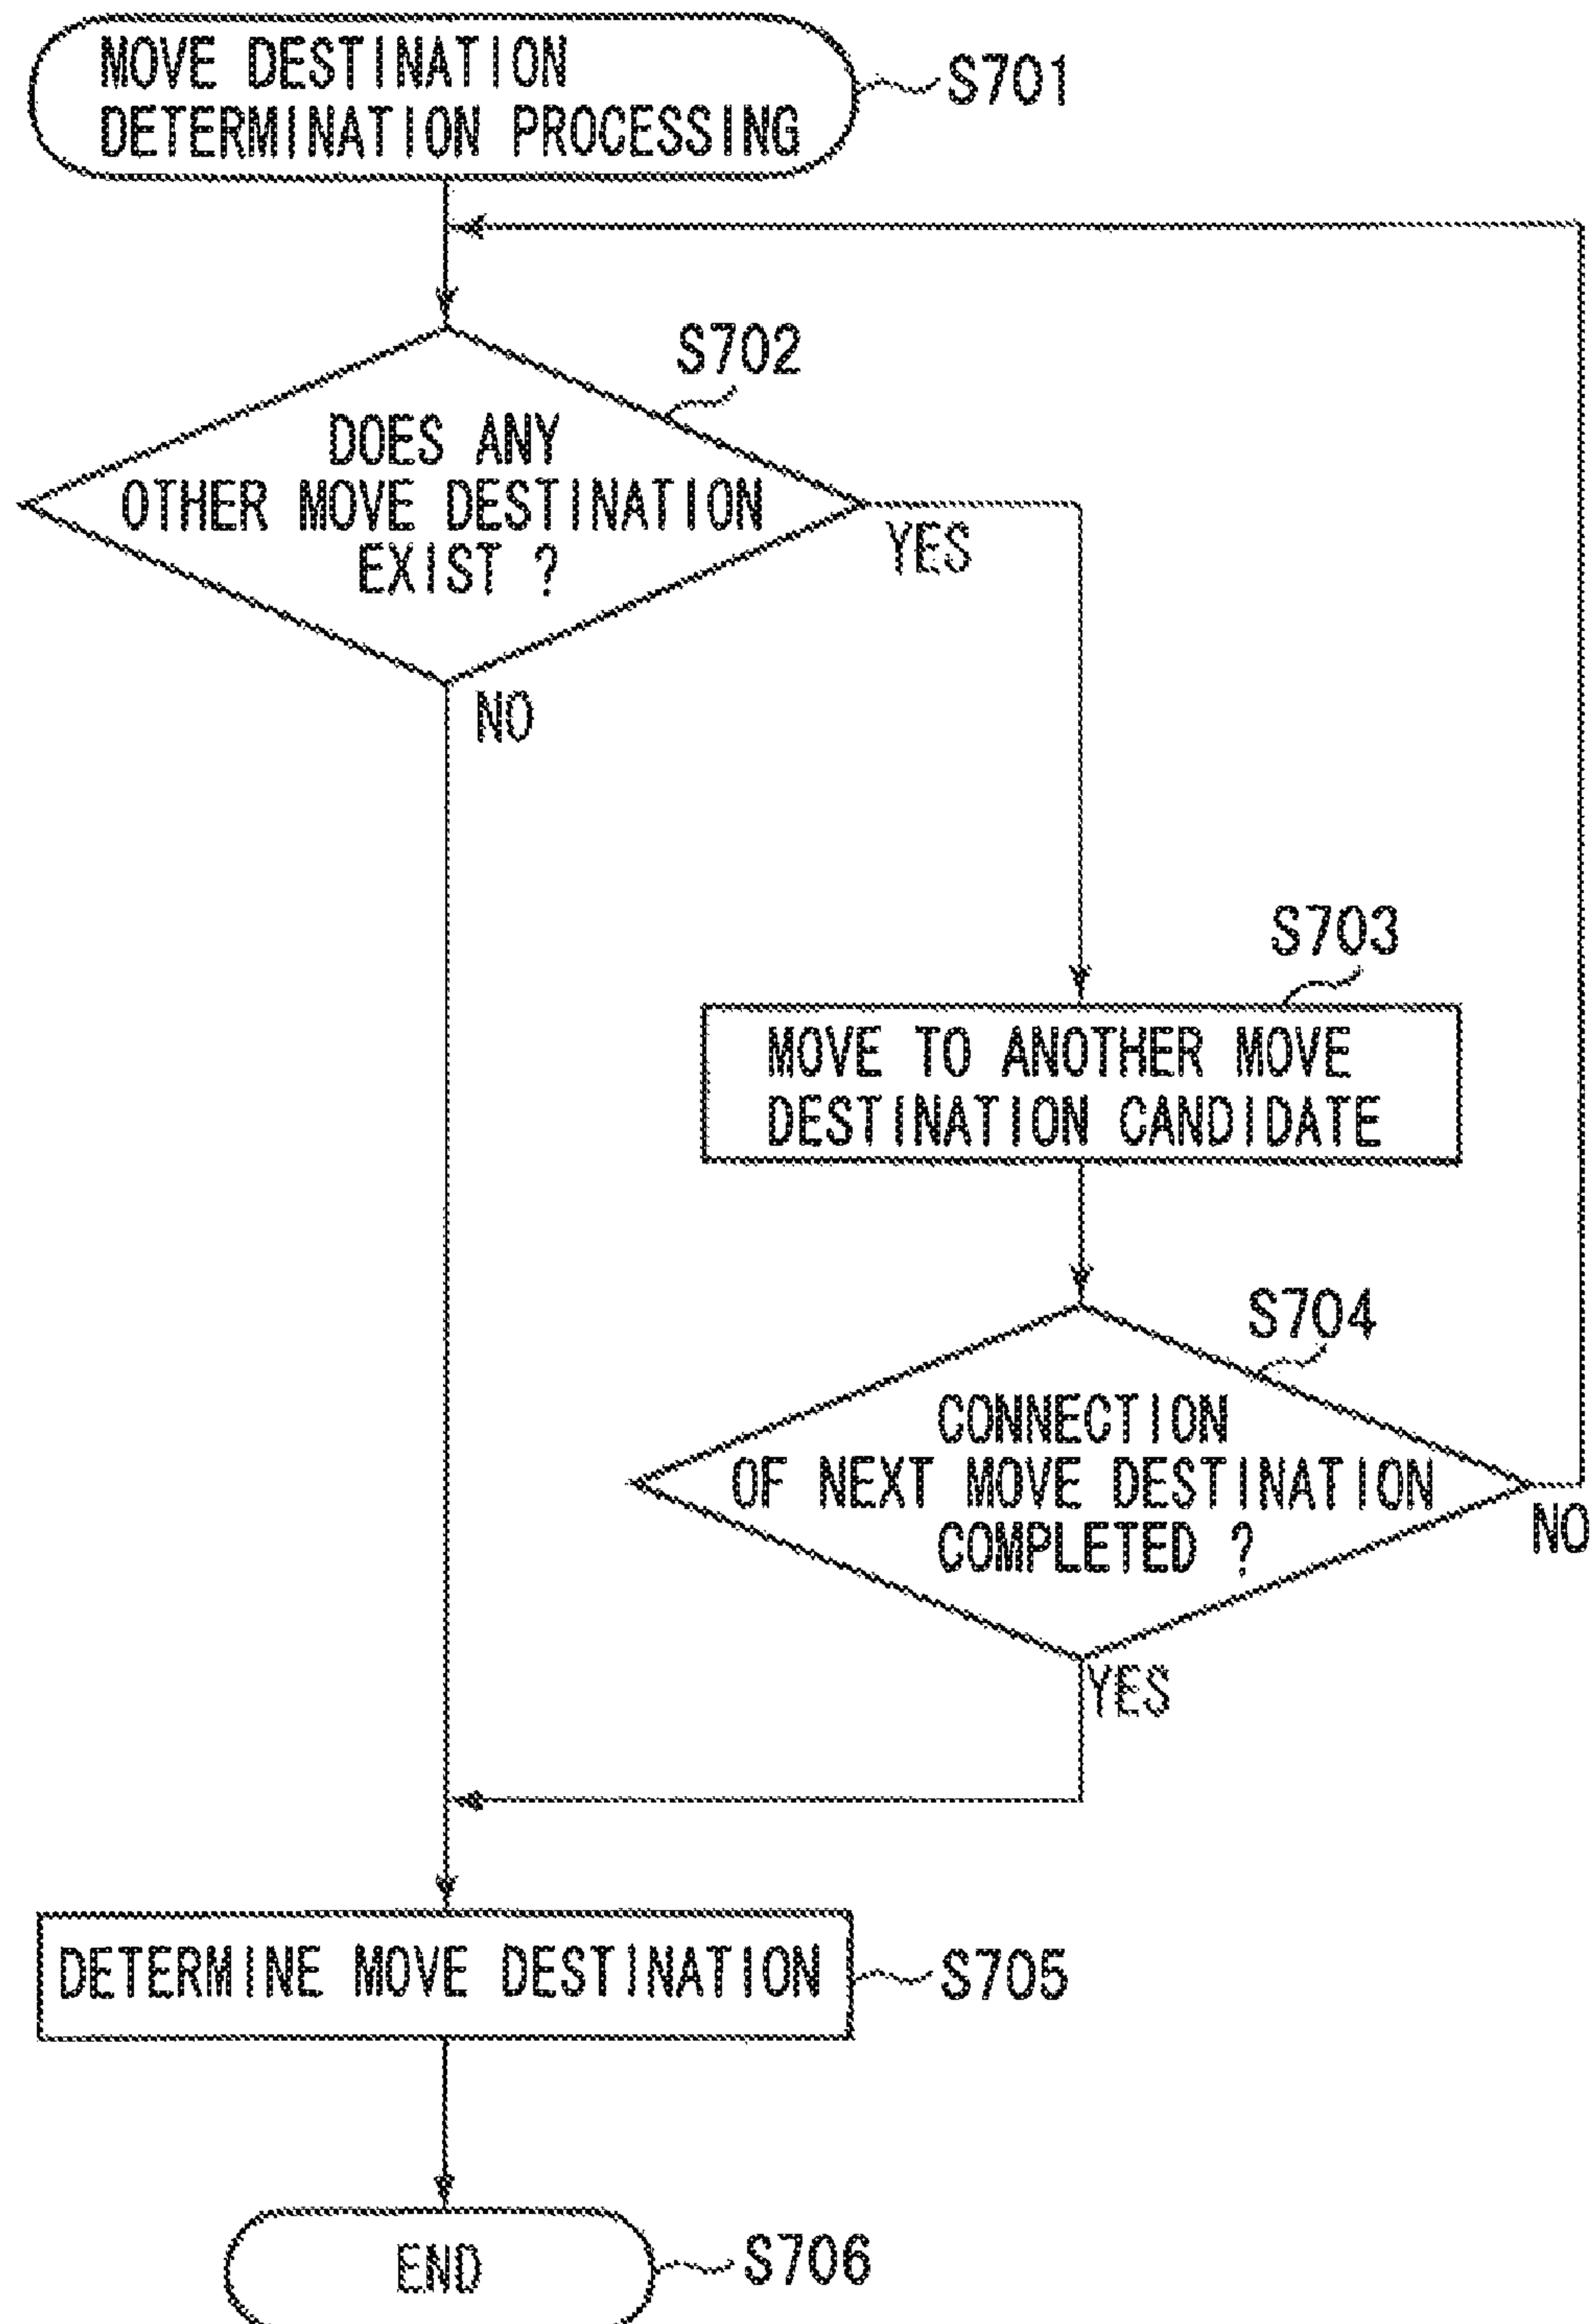 MOVE DESTINATION
DETERMINATION PROCESSING
S701
S702
DOES ANY
OTHER MOVE DESTINATION
EXIST ?
YES
NO
S703
MOVE TO ANOTHER MOVE
DESTINATION CANDIDATE
S704
CONNECTION
OF NEXT MOVE DESTINATION
COMPLETED ?
NO
YES
DETERMINE MOVE DESTINATION
S705
END
S706